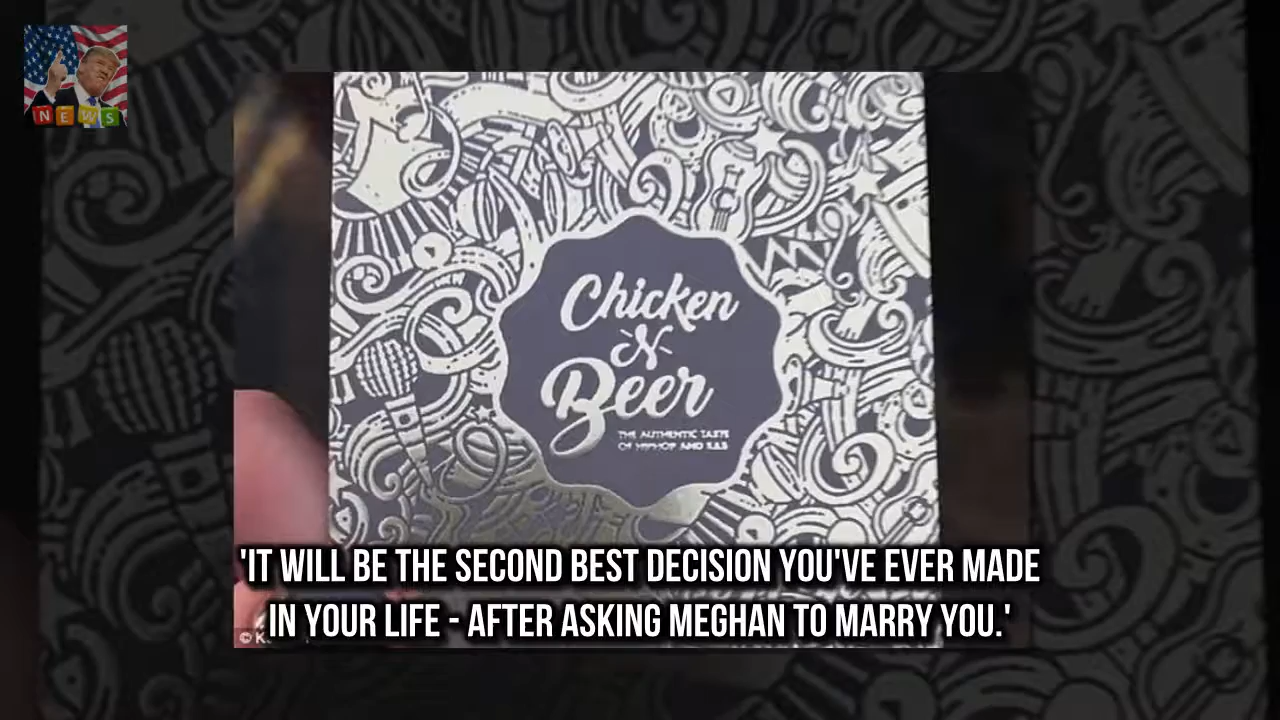 NEWS
Chicken
N
Beer
THE AUTHENTIC TASTE
OF HIPHOP AND R&B
'IT WILL BE THE SECOND BEST DECISION YOU'VE EVER MADE
IN YOUR LIFE - AFTER ASKING MEGHAN TO MARRY YOU.'
©